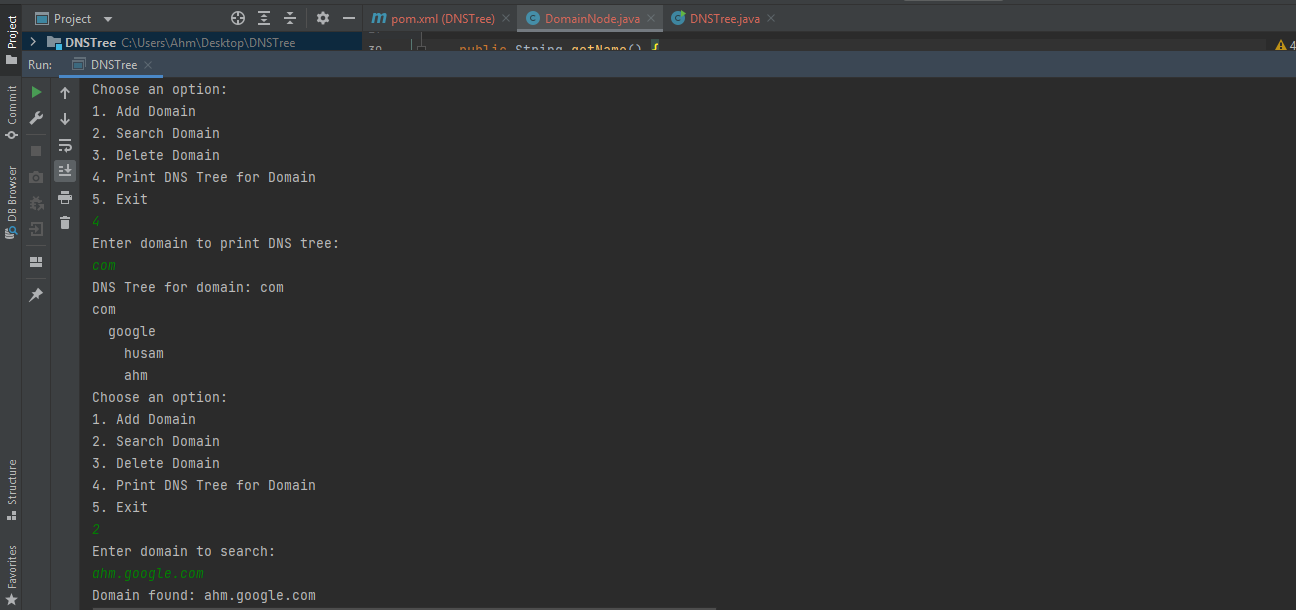 Project
pom.xml (DNSTree)
DomainNode.java
DNSTree.java
DNSTree C:\Users\Ahm\Desktop\DNSTree
public String getName() {
4
Run: DNSTree
Choose an option:
1. Add Domain
2. Search Domain
3. Delete Domain
4. Print DNS Tree for Domain
5. Exit
4
Enter domain to print DNS tree:
com
DNS Tree for domain: com
com
google
husam
ahm
Choose an option:
1. Add Domain
2. Search Domain
3. Delete Domain
4. Print DNS Tree for Domain
5. Exit
2
Enter domain to search:
ahm.google.com
Domain found: ahm.google.com
Project
Commit
DB Browser
Structure
Favorites